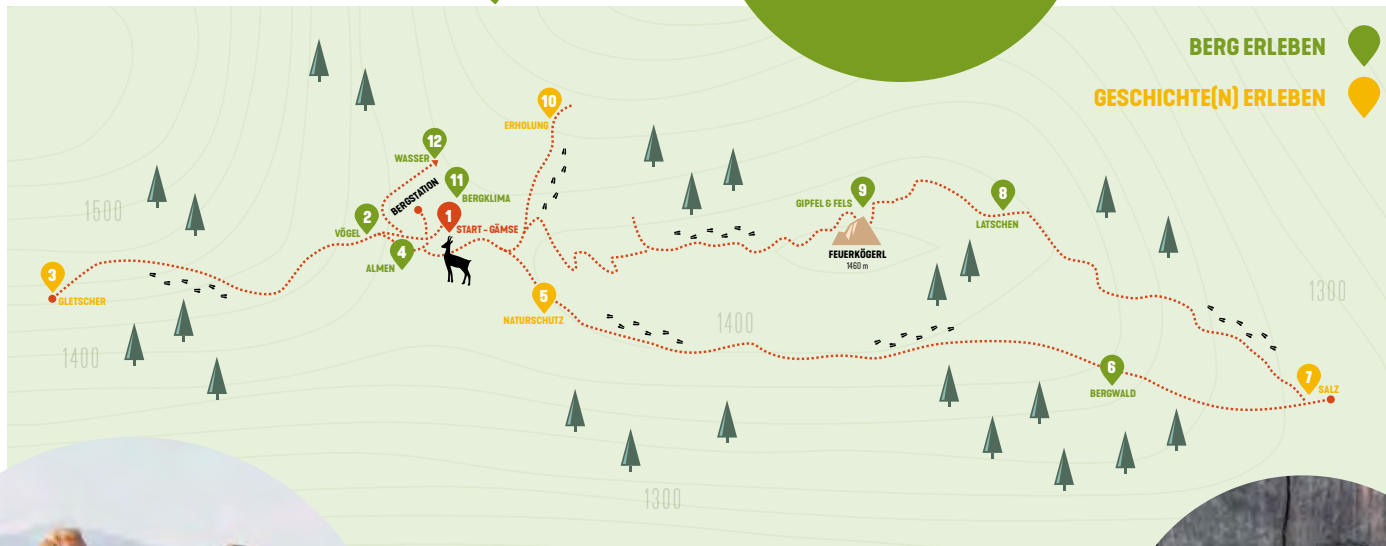 BERG ERLEBEN
GESCHICHTE(N) ERLEBEN
10
ERHOLUNG
12
WASSER
11
BERGKLIMA
BERGSTATION
1
START - GÄMSE
2
VÖGEL
4
ALMEN
3
GLETSCHER
5
NATURSCHUTZ
9
GIPFEL & FELS
FEUERKÖGERL
1460 m
8
LATSCHEN
6
BERGWALD
7
SALZ
1500
1400
1400
1300
1300